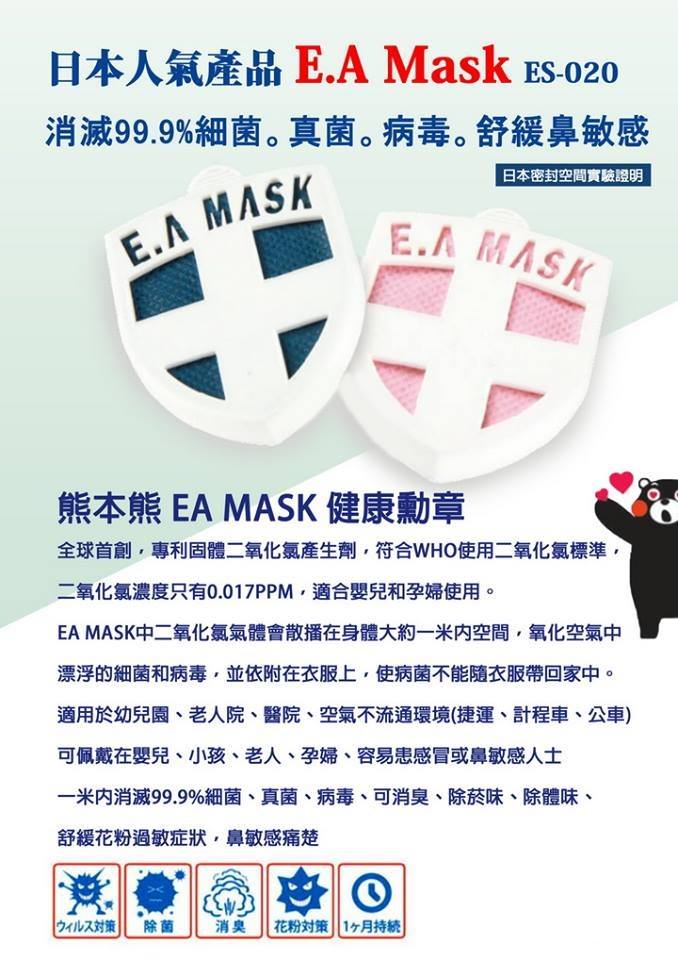 日本人氣產品 E.A Mask ES-020
消滅99.9%細菌。真菌。病毒。舒緩鼻敏感
日本密封空間實驗證明
E.A MASK
E.A MASK
熊本熊 EA MASK 健康勳章
全球首創，專利固體二氧化氯產生劑，符合WHO使用二氧化氯標準，
二氧化氯濃度只有0.017PPM，適合嬰兒和孕婦使用。
EA MASK中二氧化氯氣體會散播在身體大約一米内空間，氧化空氣中
漂浮的細菌和病毒，並依附在衣服上，使病菌不能隨衣服帶回家中。
適用於幼兒園、老人院、醫院、空氣不流通環境(捷運、計程車、公車)
可佩戴在嬰兒、小孩、老人、孕婦、容易患感冒或鼻敏感人士
一米内消滅99.9%細菌、真菌、病毒、可消臭、除菸味、除體味、
舒緩花粉過敏症狀，鼻敏感痛楚
ウィルス対策
除菌
消臭
花粉対策
1ヶ月持続